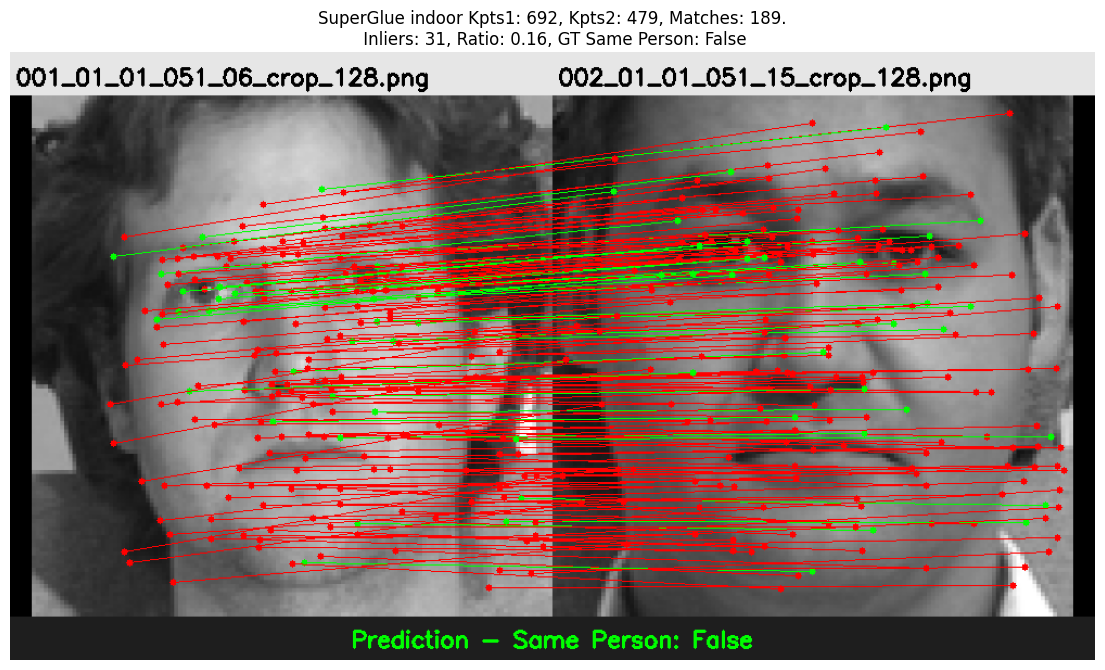 SuperGlue indoor Kpts1: 692, Kpts2: 479, Matches: 189.
Inliers: 31, Ratio: 0.16, GT Same Person: False
001_01_01_051_06_crop_128.png
002_01_01_051_15_crop_128.png
Prediction – Same Person: False